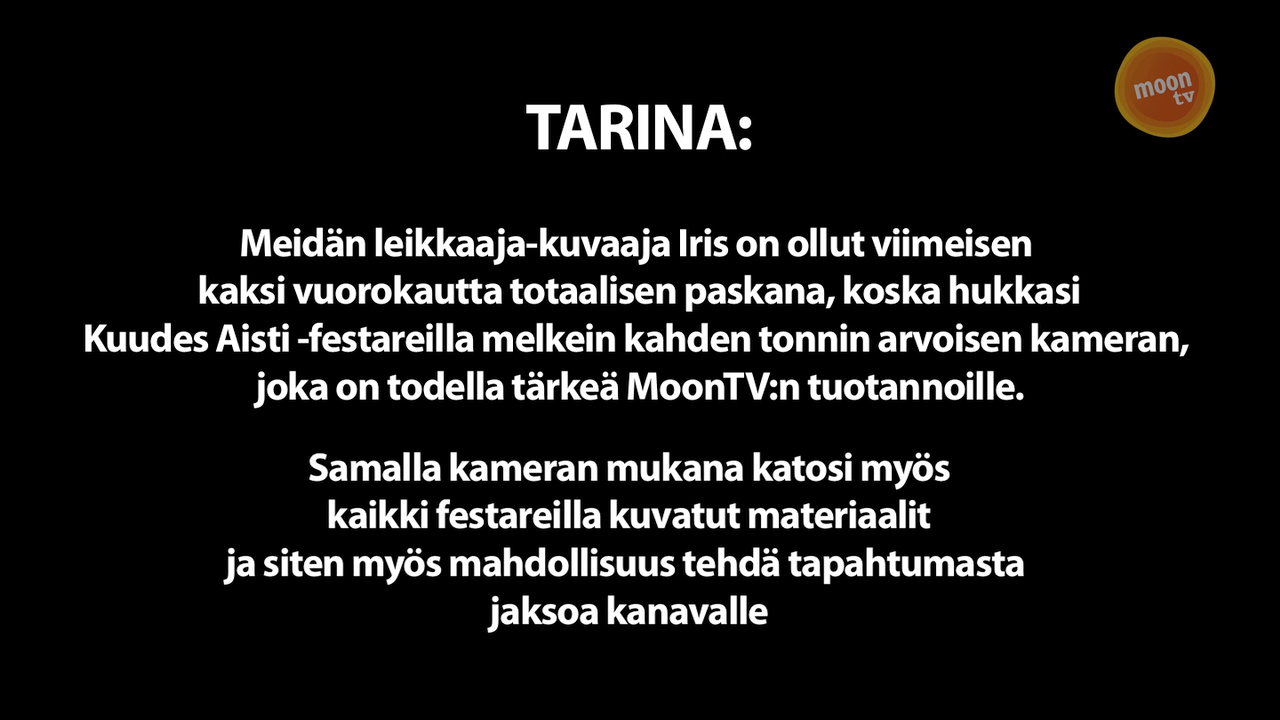 moon
tv
TARINA:
Meidän leikkaaja-kuvaaja Iris on ollut viimeisen
kaksi vuorokautta totaalisen paskana, koska hukkasi
Kuudes Aisti -festareilla melkein kahden tonnin arvoisen kameran,
joka on todella tärkeä MoonTV:n tuotannoille.
Samalla kameran mukana katosi myös
kaikki festareilla kuvatut materiaalit
ja siten myös mahdollisuus tehdä tapahtumasta
jaksoa kanavalle